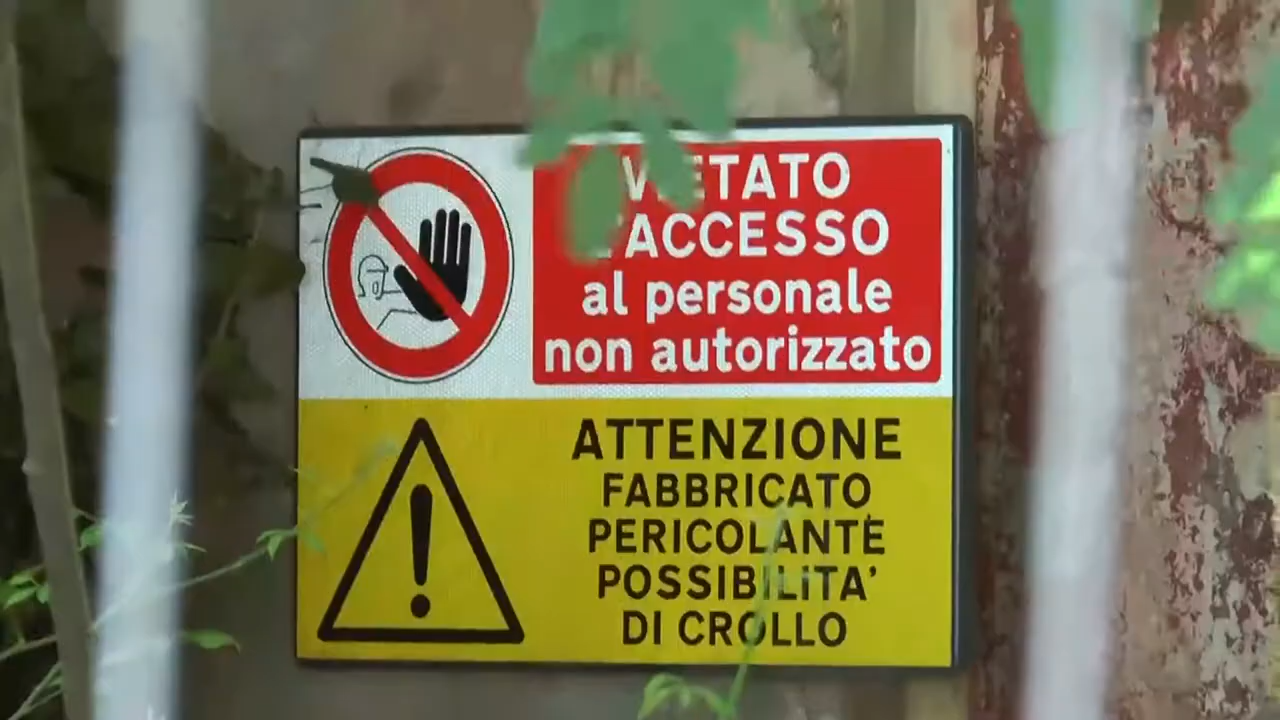 VIETATO
L'ACCESSO
al personale
non autorizzato
ATTENZIONE
FABBRICATO
PERICOLANTE
POSSIBILITA'
DI CROLLO